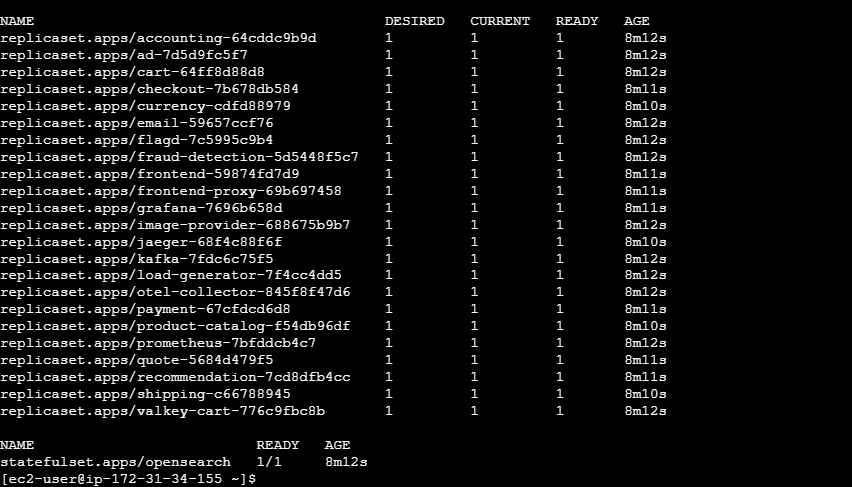 NAME DESIRED CURRENT READY AGE
replicaset.apps/accounting-64cddc9b9d 1 1 1 8m12s
replicaset.apps/ad-7d5d9fc5f7 1 1 1 8m12s
replicaset.apps/cart-64ff8d88d8 1 1 1 8m12s
replicaset.apps/checkout-7b678db584 1 1 1 8m11s
replicaset.apps/currency-cdfd88979 1 1 1 8m10s
replicaset.apps/email-59657ccf76 1 1 1 8m12s
replicaset.apps/flagd-7c5995c9b4 1 1 1 8m12s
replicaset.apps/fraud-detection-5d5448f5c7 1 1 1 8m12s
replicaset.apps/frontend-59874fd7d9 1 1 1 8m11s
replicaset.apps/frontend-proxy-69b697458 1 1 1 8m11s
replicaset.apps/grafana-7696b658d 1 1 1 8m11s
replicaset.apps/image-provider-688675b9b7 1 1 1 8m12s
replicaset.apps/jaeger-68f4c88f6f 1 1 1 8m10s
replicaset.apps/kafka-7fdc6c75f5 1 1 1 8m12s
replicaset.apps/load-generator-7f4cc4dd5 1 1 1 8m12s
replicaset.apps/otel-collector-845f8f47d6 1 1 1 8m12s
replicaset.apps/payment-67cfdcd6d8 1 1 1 8m11s
replicaset.apps/product-catalog-f54db96df 1 1 1 8m10s
replicaset.apps/prometheus-7bfddcb4c7 1 1 1 8m12s
replicaset.apps/quote-5684d479f5 1 1 1 8m11s
replicaset.apps/recommendation-7cd8dfb4cc 1 1 1 8m11s
replicaset.apps/shipping-c66788945 1 1 1 8m10s
replicaset.apps/valkey-cart-776c9fbc8b 1 1 1 8m12s
NAME READY AGE
statefulset.apps/opensearch 1/1 8m12s
[ec2-user@ip-172-31-34-155 ~]$